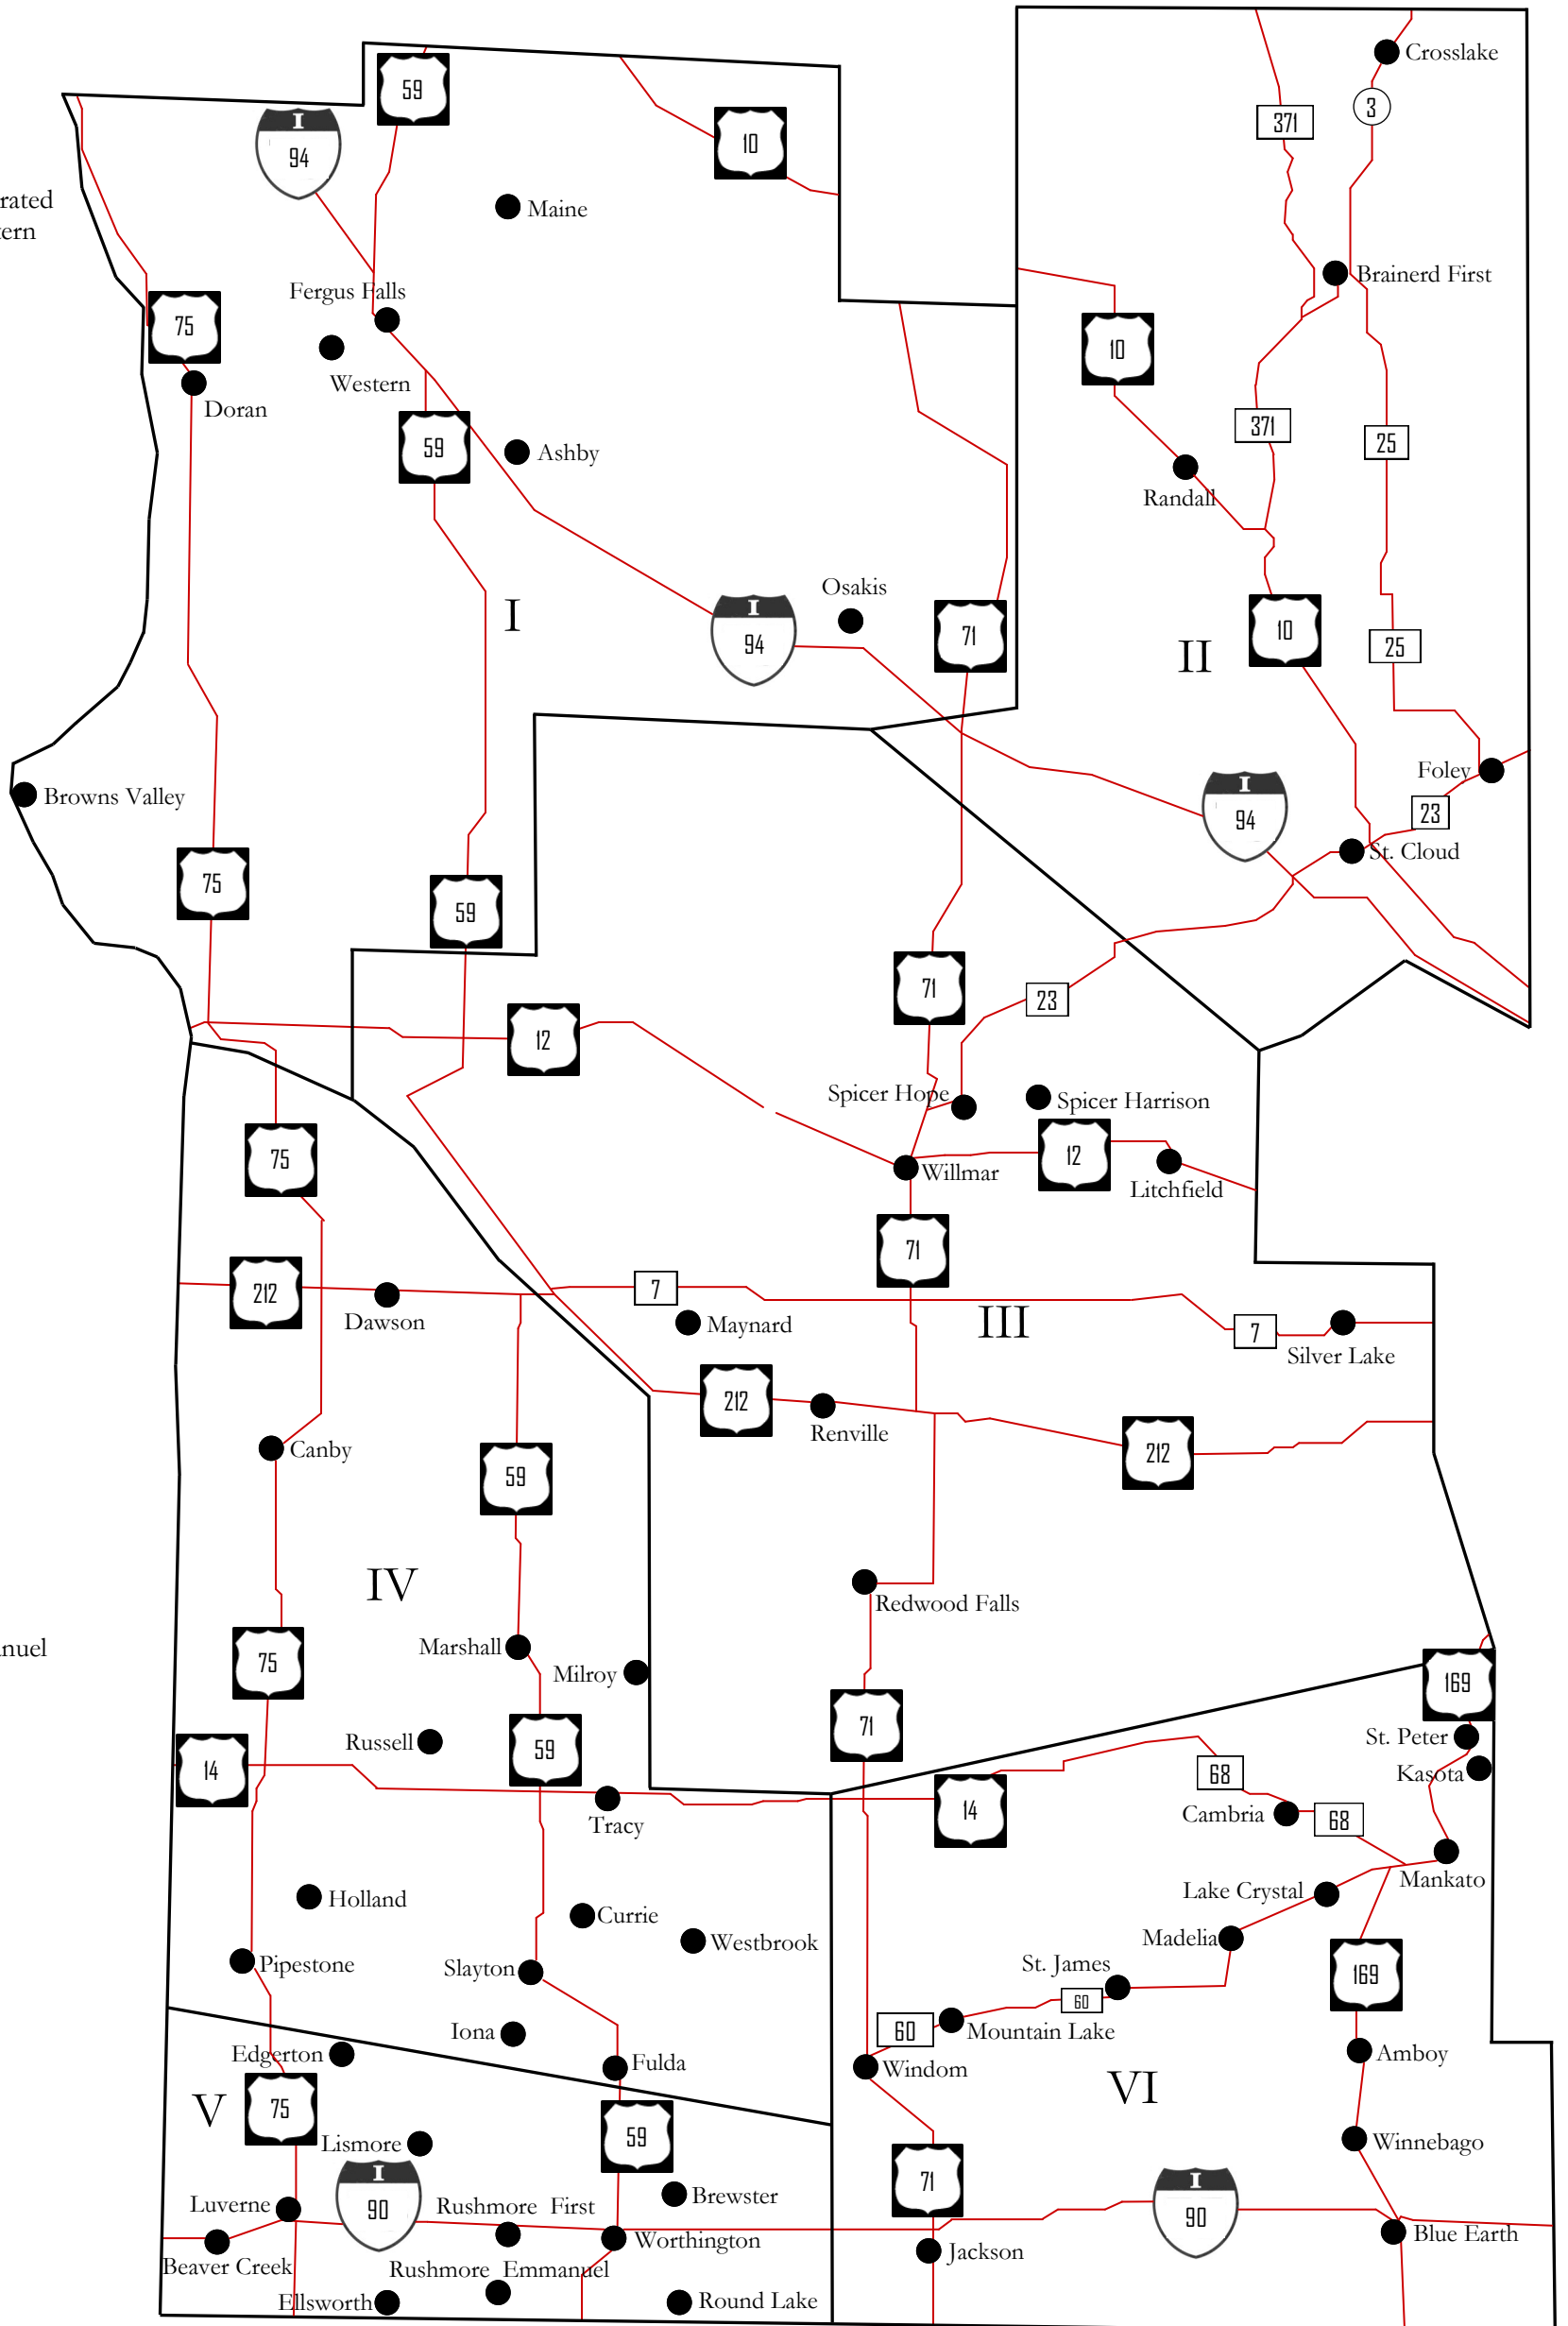 Crosslake
59
I
94
10
371
3
rated
ern
Maine
Brainerd First
Fergus Falls
75
Western
Doran
10
371
25
59
Ashby
Randall
Osakis
I
I
94
71
10
25
II
Foley
Browns Valley
I
94
23
St. Cloud
75
59
71
23
12
Spicer Hope
Spicer Harrison
75
12
Willmar
Litchfield
71
212
7
Dawson
Maynard
III
7
Silver Lake
212
Renville
212
Canby
59
IV
Redwood Falls
Marshall
nuel
75
Milroy
169
71
St. Peter
Russell
59
14
Kasota
68
14
Cambria
68
Tracy
Mankato
Lake Crystal
Holland
Currie
Madelia
Westbrook
Pipestone
Slayton
St. James
169
60
60
Mountain Lake
Iona
Edgerton
Fulda
Windom
Amboy
V
75
VI
59
Lismore
Winnebago
I
90
71
Brewster
Luverne
Rushmore First
I
90
Worthington
Blue Earth
Beaver Creek
Rushmore Emmanuel
Jackson
Ellsworth
Round Lake